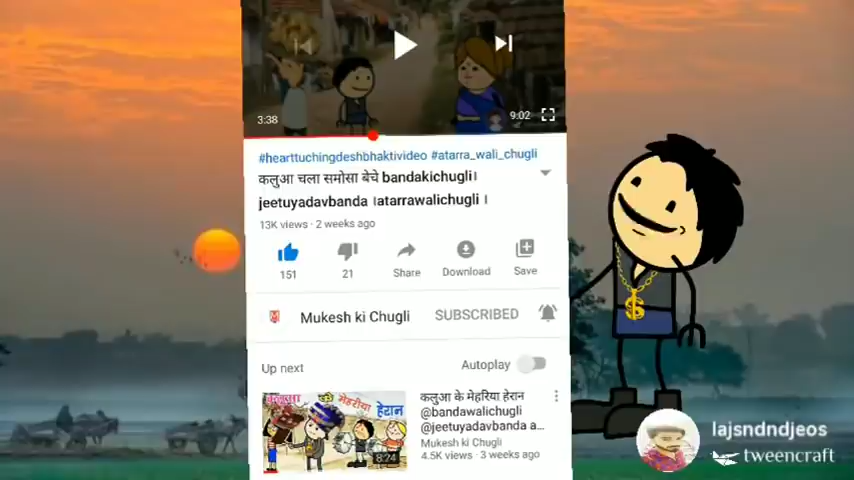 3:38
9:02
#hearttuchingdeshbhaktivideo #atarra_wali_chugli
कलुआ चला समोसा बेचे bandakichugli।
jeetuyadavbanda ।atarrawalichugli ।
13K views · 2 weeks ago
151
21
Share
Download
Save
Mukesh ki Chugli
SUBSCRIBED
Up next
Autoplay
कलुआ की मेहरीया हेरान
8:24
कलुआ के मेहरिया हेरान
@bandawalichugli
@jeetuyadavbanda a...
Mukesh ki Chugli
4.5K views · 3 weeks ago
lajsndndjeos
tweencraft